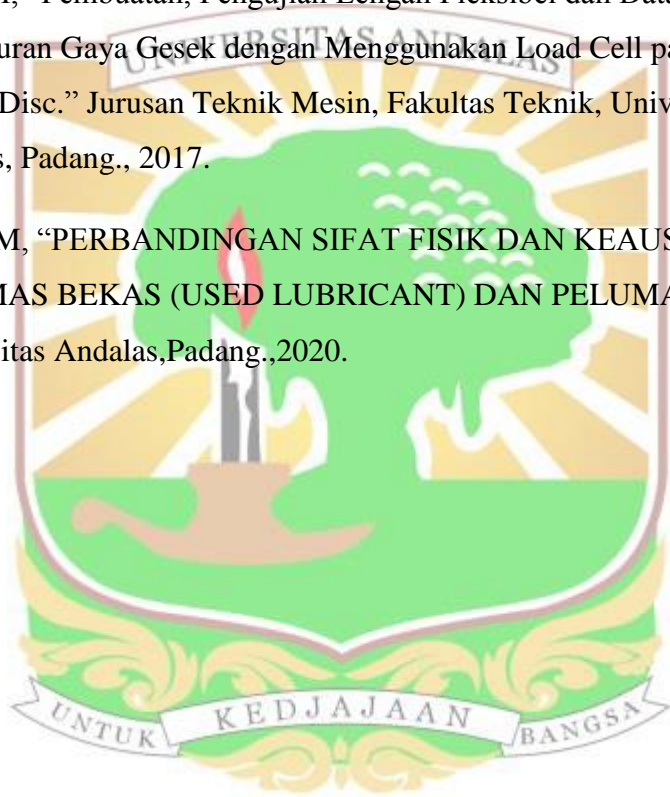 , “Pembuatan, Pengujian Lengan Fleksibel dan Data
uran Gaya Gesek dengan Menggunakan Load Cell pa
UNIVERSITAS ANDALAS
Disc.” Jurusan Teknik Mesin, Fakultas Teknik, Univ
s, Padang., 2017.
M, “PERBANDINGAN SIFAT FISIK DAN KEAUS
MAS BEKAS (USED LUBRICANT) DAN PELUMA
itas Andalas,Padang.,2020.
UNTUK KEDJAJAAN BANGSA